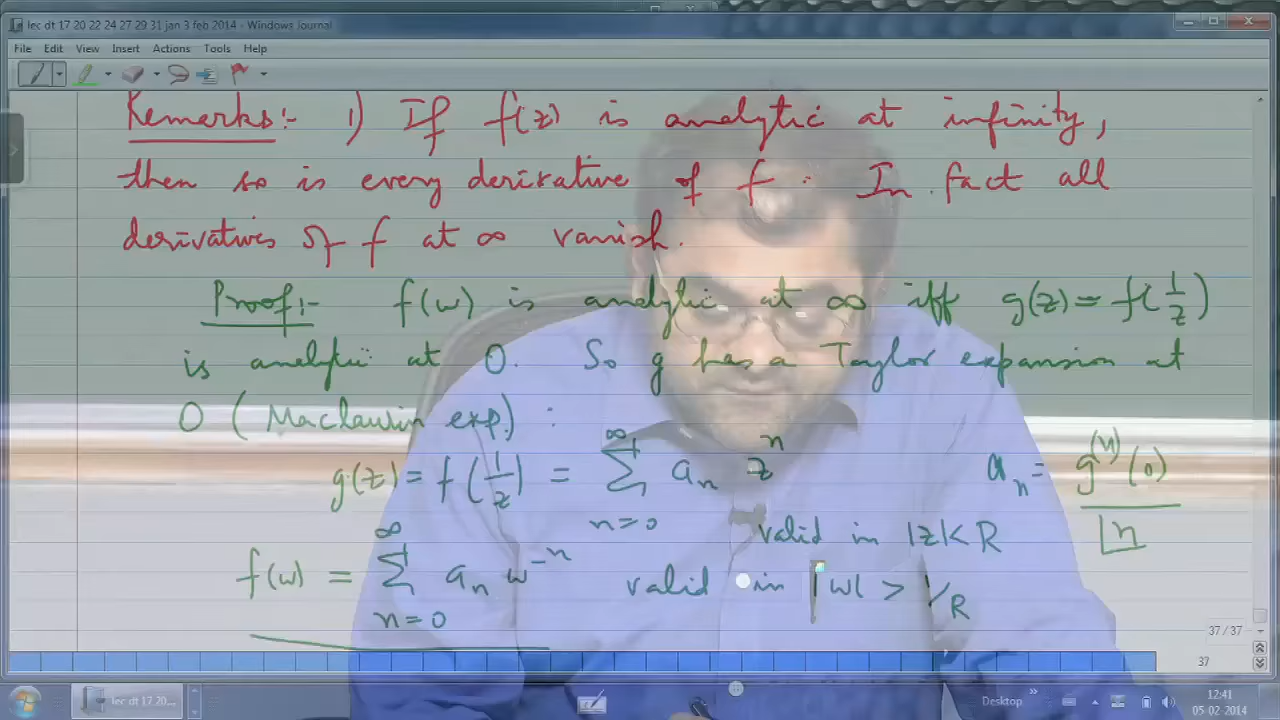 lec dt 17 20 22 24 27 29 31 jan 3 feb 2014 - Windows Journal
File Edit View Insert Actions Tools Help
Remarks:- 1) If f(z) is analytic at infinity,
then so is every derivative of f. In fact all
derivatives of f at ∞ vanish.
Proof:- f(w) is analytic at ∞ iff g(z) = f(1/z)
is analytic at 0. So g has a Taylor expansion at
0 (Maclaurin exp.) :
g(z) = f(1/z) = ∑_{n=0}^{∞} a_n z^n a_n = g^{(n)}(0)/⌊n
valid in |z|<R
f(w) = ∑_{n=0}^{∞} a_n w^{-n} valid in |w| > 1/R
37 / 37
37
lec dt 17 20...
Desktop
12:41
05-02-2014